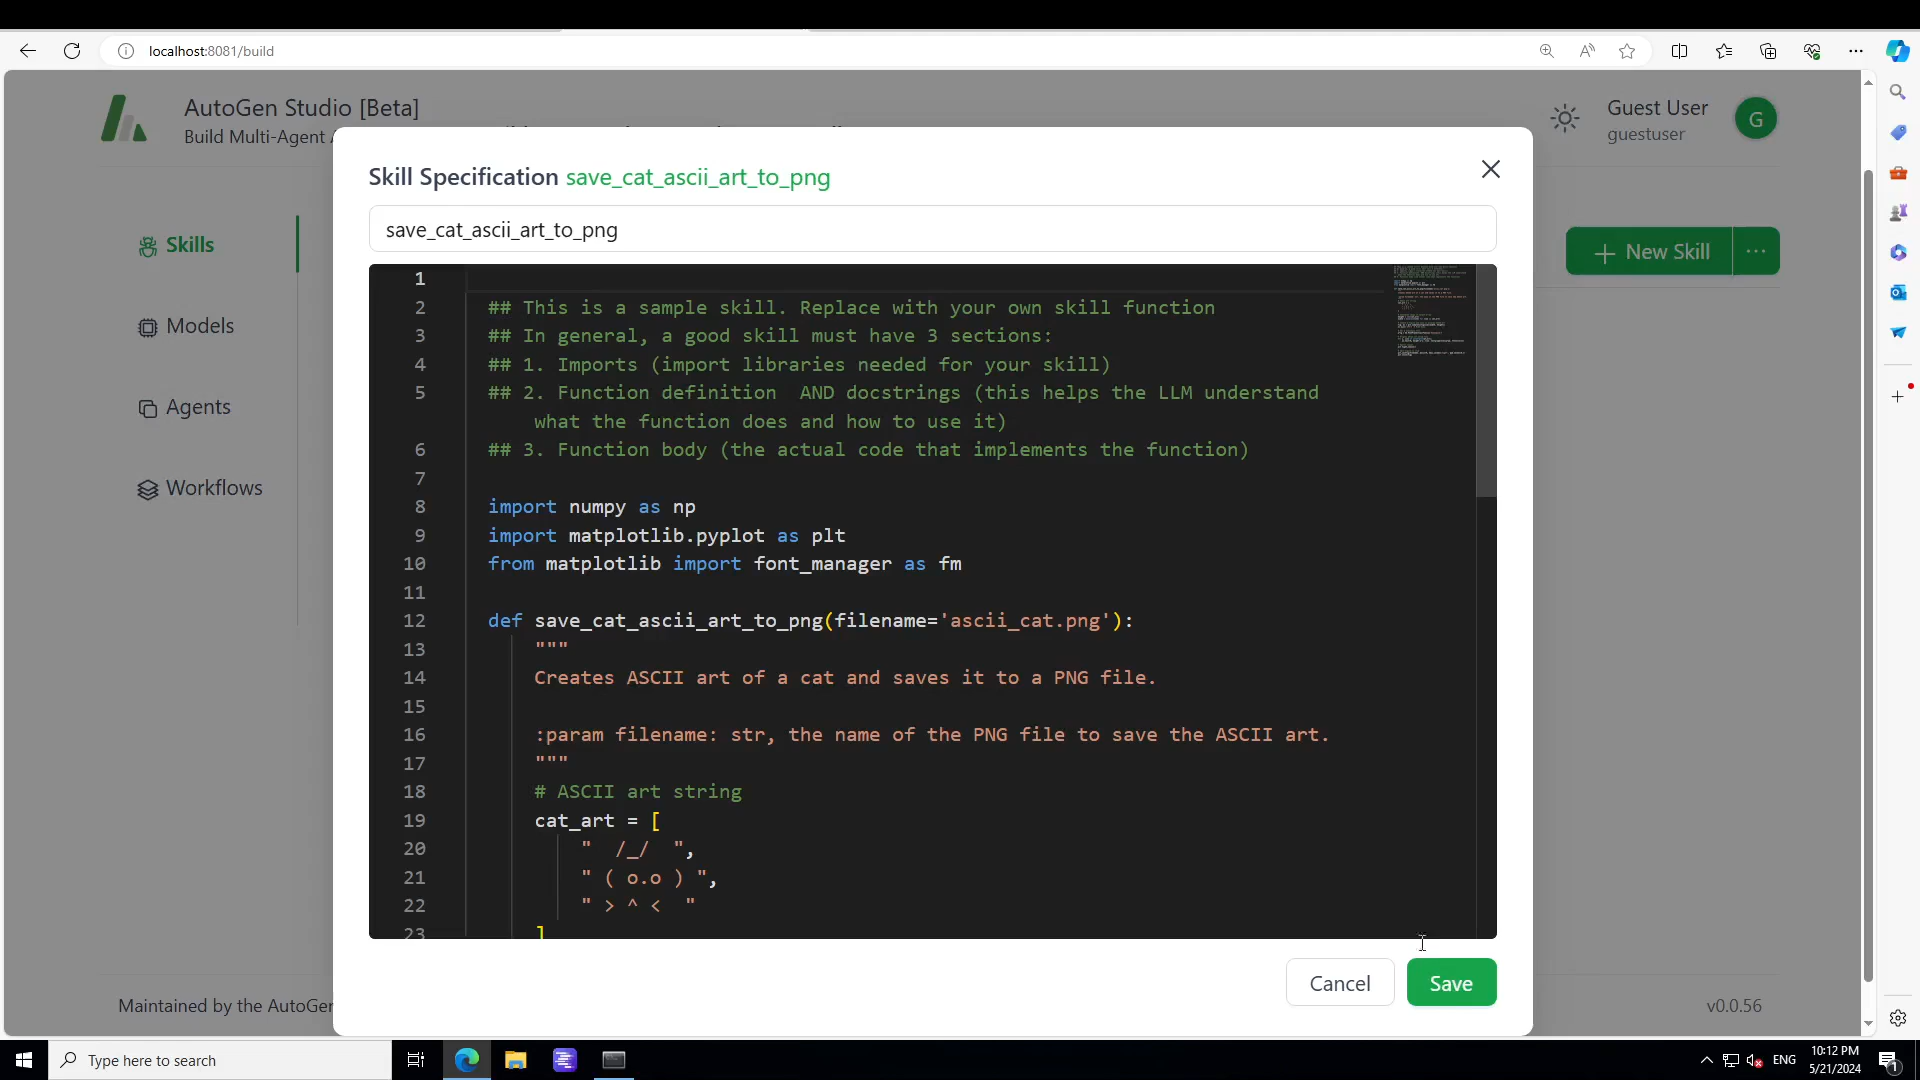 localhost:8081/build
AutoGen Studio [Beta]
Build Multi-Agent
Guest User
guestuser
G
Skills
Models
Agents
Workflows
New Skill
Skill Specification save_cat_ascii_art_to_png
save_cat_ascii_art_to_png
1
2 ## This is a sample skill. Replace with your own skill function
3 ## In general, a good skill must have 3 sections:
4 ## 1. Imports (import libraries needed for your skill)
5 ## 2. Function definition  AND docstrings (this helps the LLM understand
what the function does and how to use it)
6 ## 3. Function body (the actual code that implements the function)
7
8 import numpy as np
9 import matplotlib.pyplot as plt
10 from matplotlib import font_manager as fm
11
12 def save_cat_ascii_art_to_png(filename='ascii_cat.png'):
13 """
14 Creates ASCII art of a cat and saves it to a PNG file.
15
16 :param filename: str, the name of the PNG file to save the ASCII art.
17 """
18 # ASCII art string
19 cat_art = [
20 "  /_/  ",
21 " ( o.o ) ",
22 " > ^ <  "
23 ]
Cancel
Save
Maintained by the AutoGen
v0.0.56
Type here to search
ENG
10:12 PM
5/21/2024
1